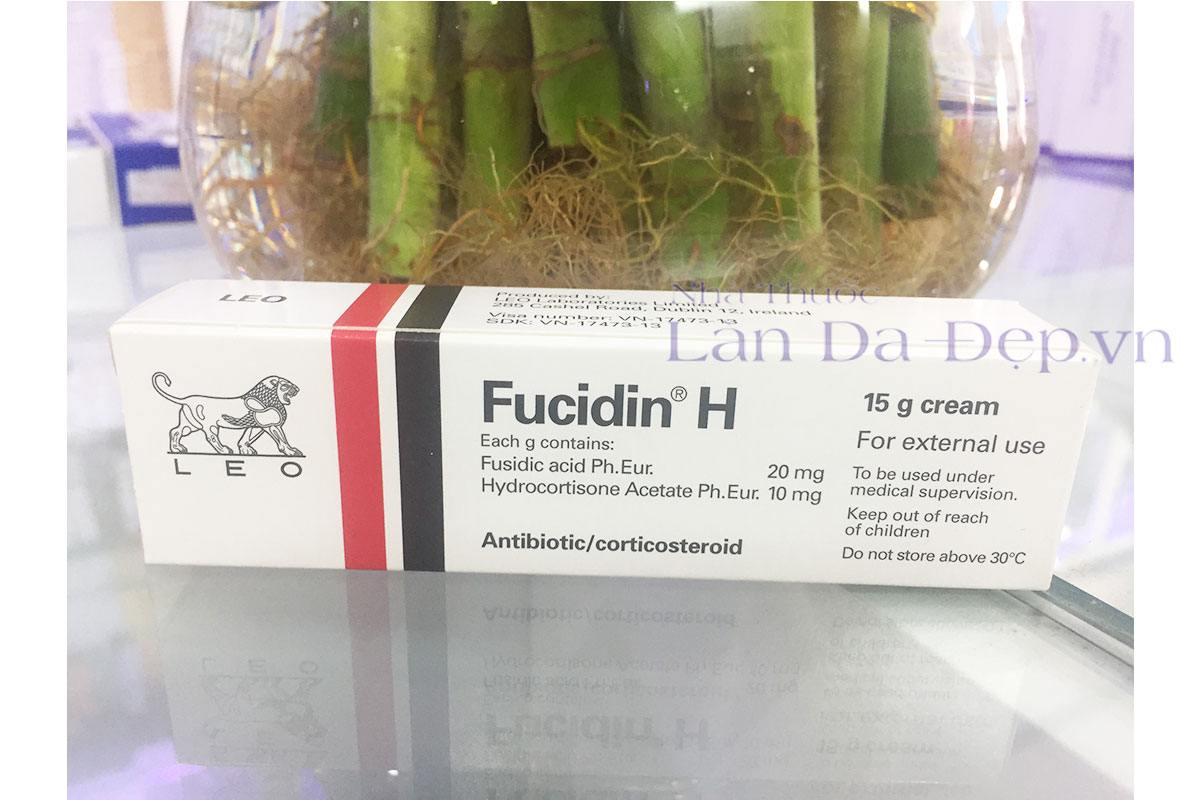 LEO
Produced by:
LEO Laboratories Limited
285 Cashel Road, Dublin 12, Ireland
Visa number: VN-17473-13
SDK: VN-17473-13
Nhà Thuốc
Làn Da Đẹp.vn
LEO
Fucidin® H
Each g contains:
Fusidic acid Ph.Eur. 20 mg
Hydrocortisone Acetate Ph.Eur. 10 mg
Antibiotic/corticosteroid
15 g cream
For external use
To be used under
medical supervision.
Keep out of reach
of children
Do not store above 30°C